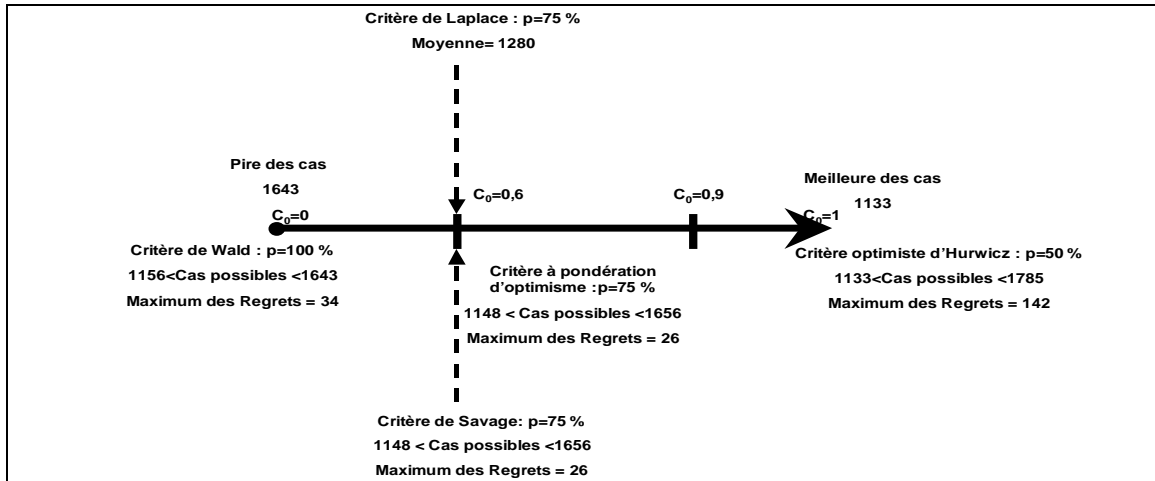 Critère de Laplace : p=75 %
Moyenne= 1280
Pire des cas
1643
C₀=0
C₀=0,6
C₀=0,9
Meilleure des cas
1133
C₀=1
Critère de Wald : p=100 %
1156<Cas possibles <1643
Maximum des Regrets = 34
Critère à pondération
d’optimisme :p=75 %
1148 < Cas possibles <1656
Maximum des Regrets = 26
Critère optimiste d’Hurwicz : p=50 %
1133<Cas possibles <1785
Maximum des Regrets = 142
Critère de Savage: p=75 %
1148 < Cas possibles <1656
Maximum des Regrets = 26